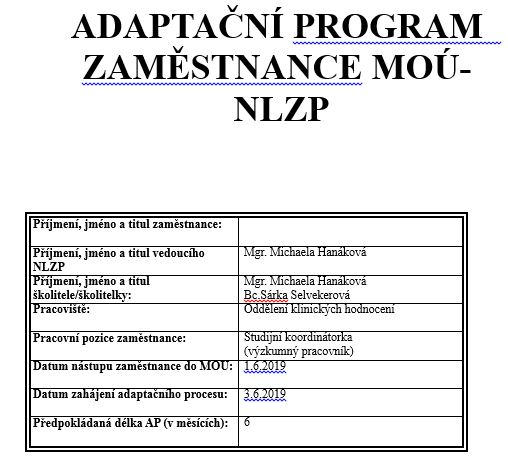 ADAPTAČNÍ PROGRAM
ZAMĚSTNANCE MOÚ-
NLZP
Příjmení, jméno a titul zaměstnance:
Příjmení, jméno a titul vedoucího
NLZP
Mgr. Michaela Hanáková
Příjmení, jméno a titul
školitele/školitelky:
Mgr. Michaela Hanáková
Bc.Sárka Selvekerová
Pracoviště:
Oddělení klinických hodnocení
Pracovní pozice zaměstnance:
Studijní koordinátorka
(výzkumný pracovník)
Datum nástupu zaměstnance do MOÚ:
1.6.2019
Datum zahájení adaptačního procesu:
3.6.2019
Předpokládaná délka AP (v měsících):
6